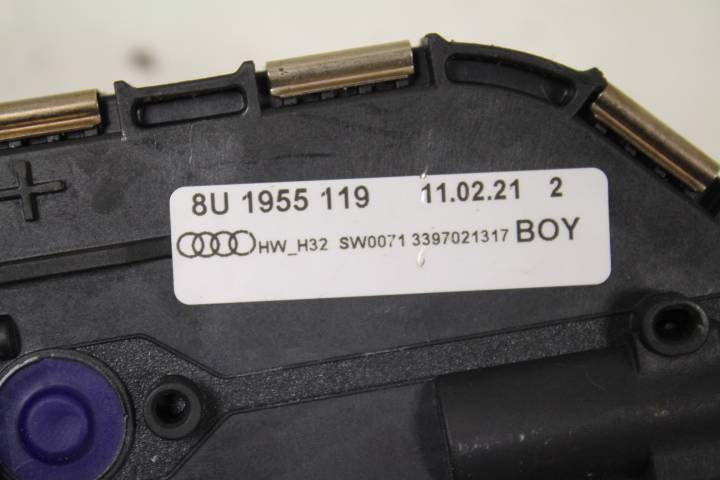 8U 1955 119 11.02.21 2
HW_H32 SW0071 3397021317 BOY